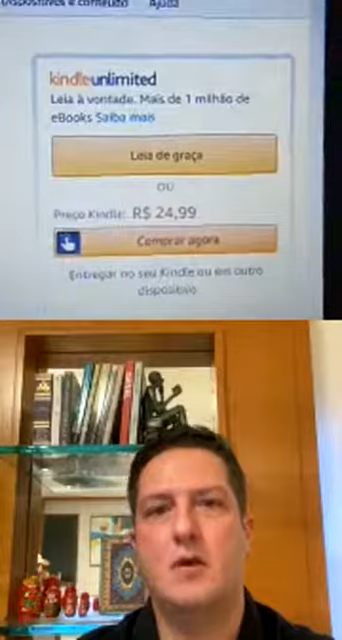 Dispositivos e conteúdo Ajuda
kindleunlimited
Leia à vontade. Mais de 1 milhão de
eBooks Saiba mais
Leia de graça
OU
Preço Kindle: R$ 24,99
Comprar agora
Entregar no seu Kindle ou em outro
dispositivo